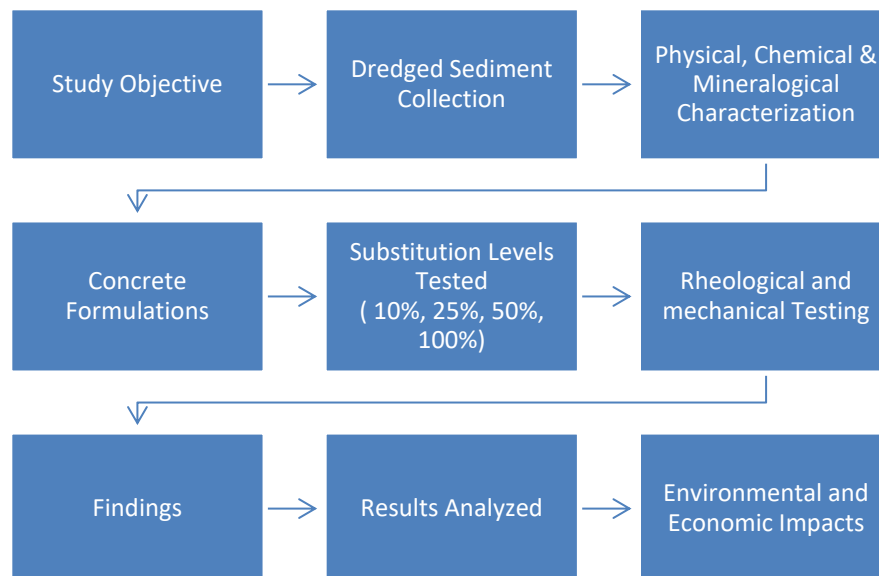 Study Objective
Dredged Sediment
Collection
Physical, Chemical &
Mineralogical
Characterization
Concrete
Formulations
Substitution Levels
Tested
( 10%, 25%, 50%,
100%)
Rheological and
mechanical Testing
Findings
Results Analyzed
Environmental and
Economic Impacts